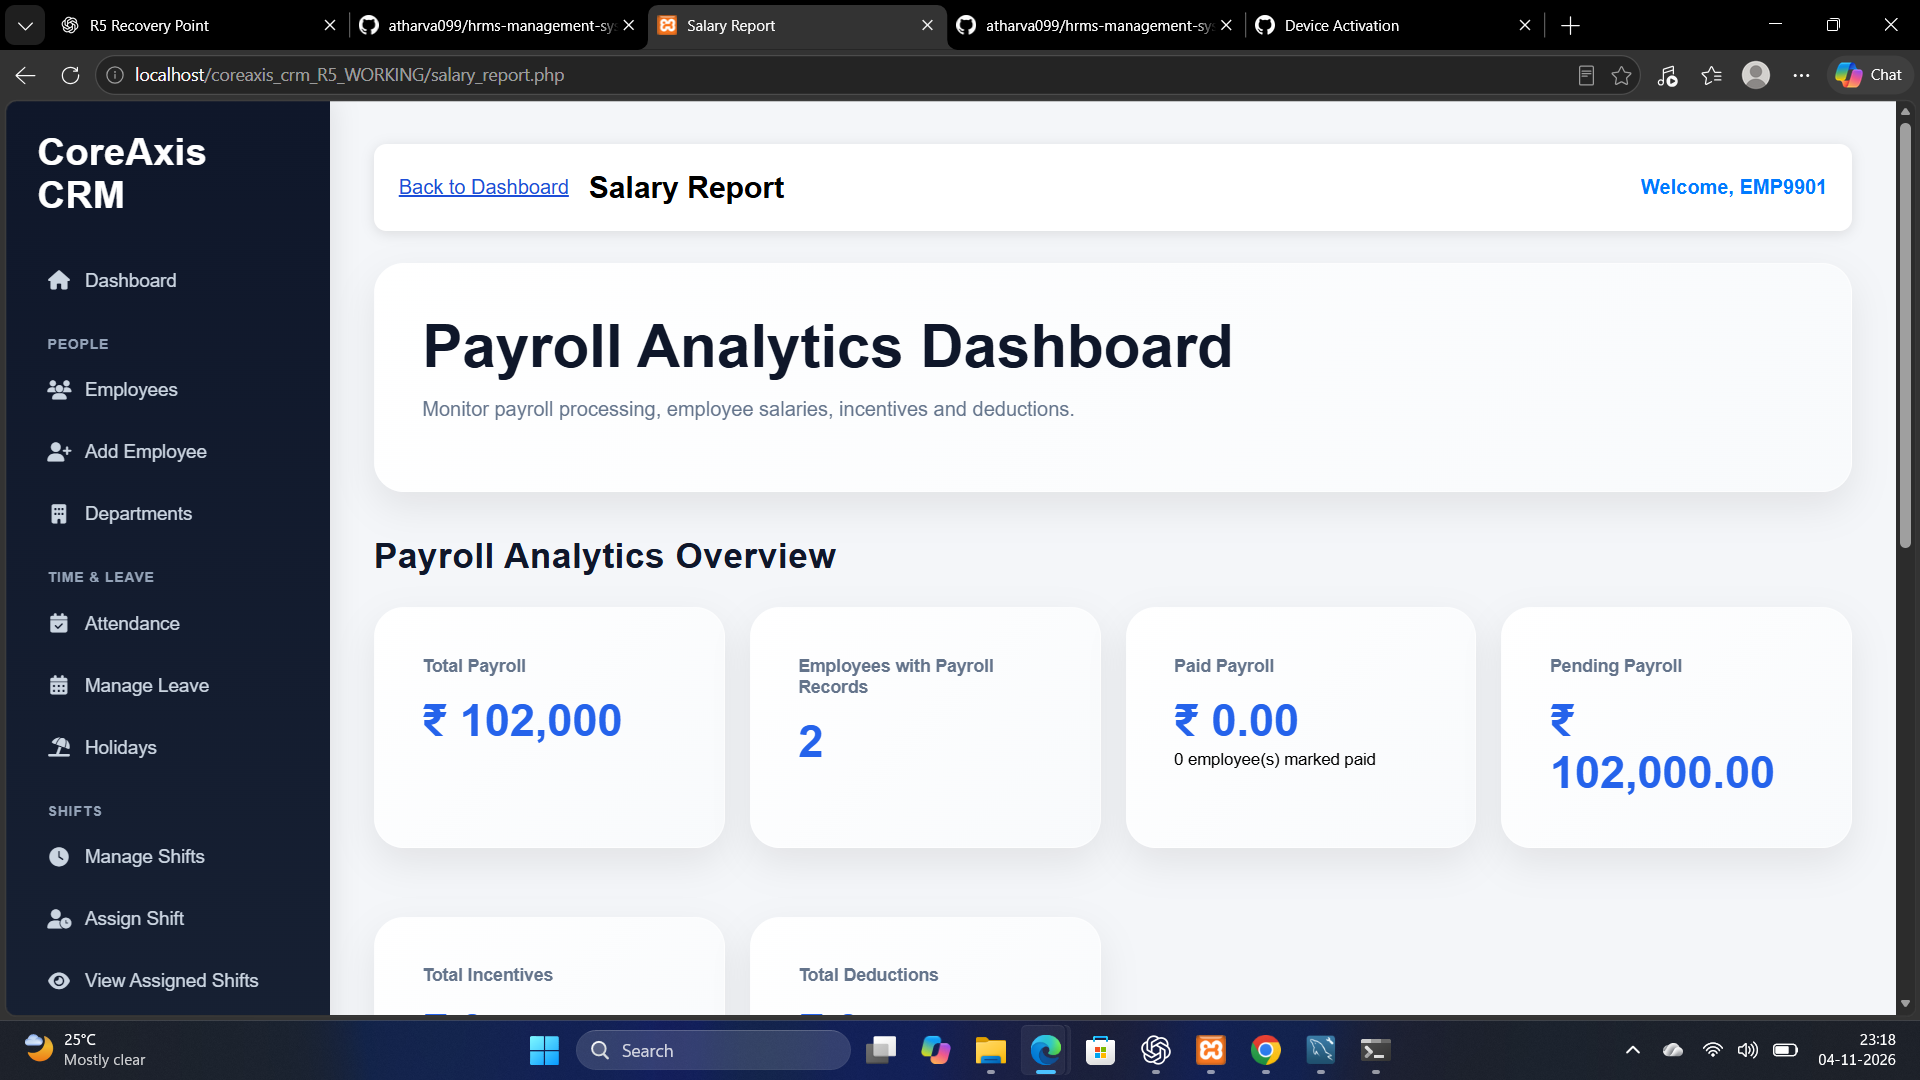 R5 Recovery Point
atharva099/hrms-management-sys
Salary Report
atharva099/hrms-management-sys
Device Activation
localhost/coreaxis_crm_R5_WORKING/salary_report.php
Chat
CoreAxis
CRM
Dashboard
PEOPLE
Employees
Add Employee
Departments
TIME & LEAVE
Attendance
Manage Leave
Holidays
SHIFTS
Manage Shifts
Assign Shift
View Assigned Shifts
Back to Dashboard
Salary Report
Welcome, EMP9901
Payroll Analytics Dashboard
Monitor payroll processing, employee salaries, incentives and deductions.
Payroll Analytics Overview
Total Payroll
₹ 102,000
Employees with Payroll
Records
2
Paid Payroll
₹ 0.00
0 employee(s) marked paid
Pending Payroll
₹
102,000.00
Total Incentives
Total Deductions
25°C
Mostly clear
Search
23:18
04-11-2026